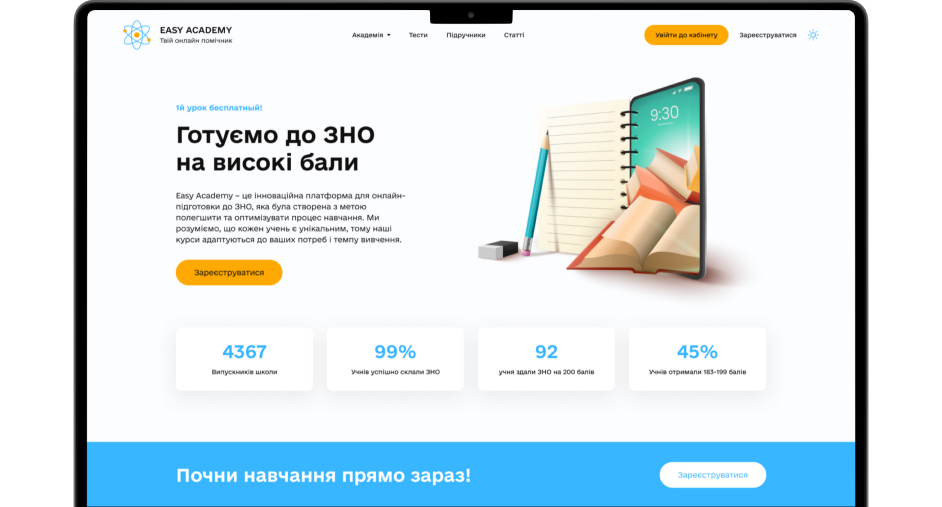 EASY ACADEMY
Твій онлайн помічник
Академія
Тести
Підручники
Статті
Увійти до кабінету
Зареєструватися
1й урок бесплатный!
Готуємо до ЗНО
на високі бали
Easy Academy – це інноваційна платформа для онлайн-
підготовки до ЗНО, яка була створена з метою
полегшити та оптимізувати процес навчання. Ми
розуміємо, що кожен учень є унікальним, тому наші
курси адаптуються до ваших потреб і темпу вивчення.
Зареєструватися
9:30
4367
Випускників школи
99%
Учнів успішно склали ЗНО
92
учня здали ЗНО на 200 балів
45%
Учнів отримали 183-199 балів
Почни навчання прямо зараз!
Зареєструватися